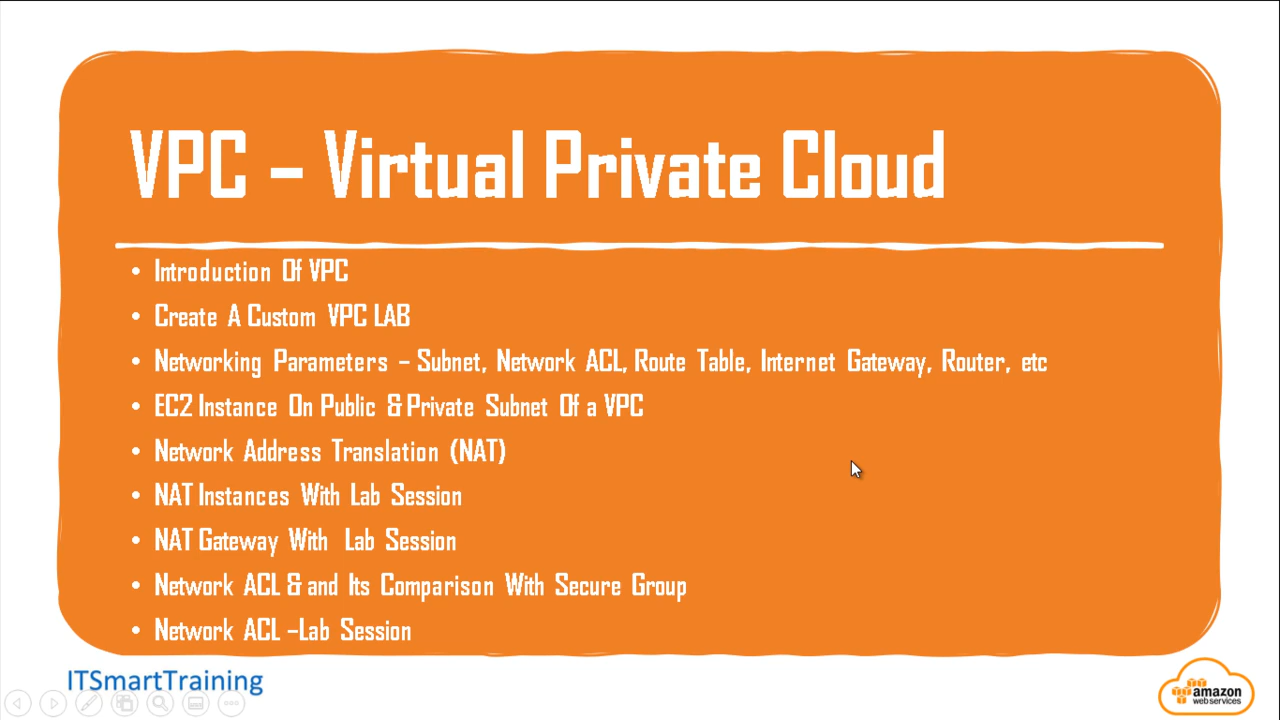 VPC – Virtual Private Cloud
• Introduction Of VPC
• Create A Custom VPC LAB
• Networking Parameters – Subnet, Network ACL, Route Table, Internet Gateway, Router, etc
• EC2 Instance On Public & Private Subnet Of a VPC
• Network Address Translation (NAT)
• NAT Instances With Lab Session
• NAT Gateway With Lab Session
• Network ACL & and Its Comparison With Secure Group
• Network ACL –Lab Session
ITSmartTraining
amazon
web services